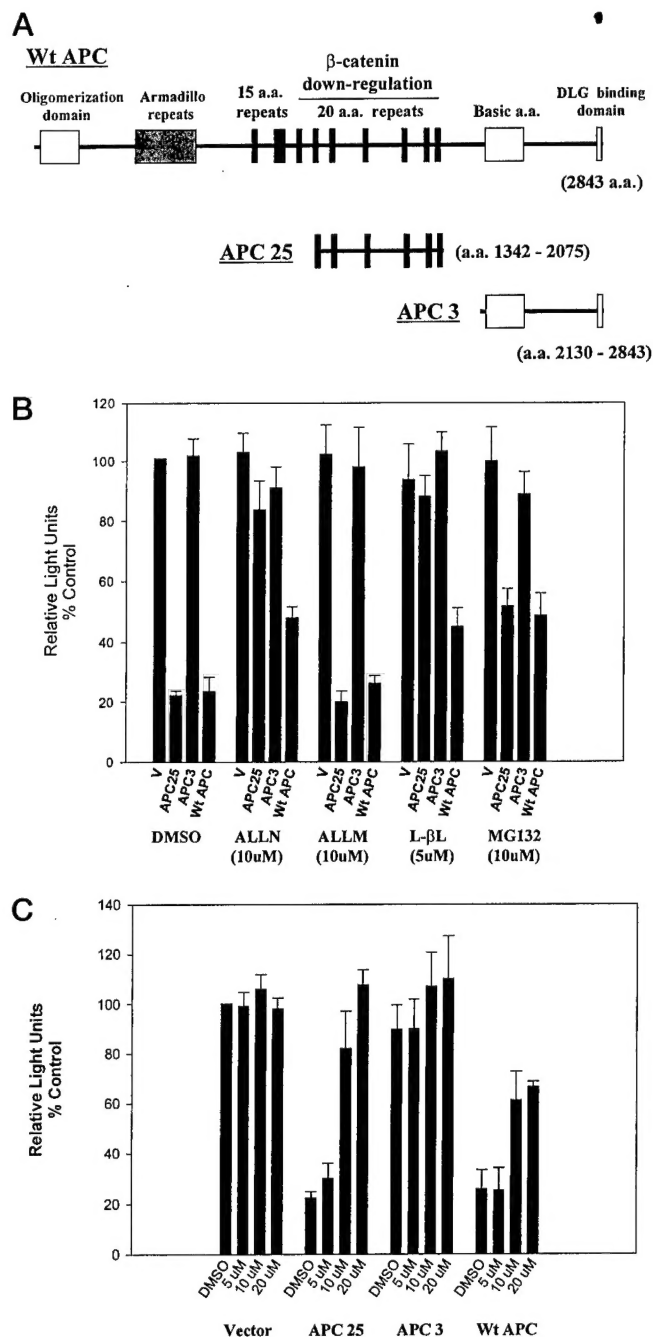 A
Wt APC
β-catenin
down-regulation
Oligomerization
domain
Armadillo
repeats
15 a.a.
repeats
20 a.a. repeats
Basic a.a.
DLG binding
domain
(2843 a.a.)
APC 25
(a.a. 1342 - 2075)
APC 3
(a.a. 2130 - 2843)
B
Relative Light Units
% Control
120
100
80
60
40
20
0
V
APC25
APC3
Wt APC
V
APC25
APC3
Wt APC
V
APC25
APC3
Wt APC
V
APC25
APC3
Wt APC
V
APC25
APC3
Wt APC
DMSO
ALLN
(10uM)
ALLM
(10uM)
L-βL
(5uM)
MG132
(10uM)
C
Relative Light Units
% Control
140
120
100
80
60
40
20
0
DMSO
5 uM
10 uM
20 uM
DMSO
5 uM
10 uM
20 uM
DMSO
5 uM
10 uM
20 uM
DMSO
5 uM
10 uM
20 uM
Vector
APC 25
APC 3
Wt APC